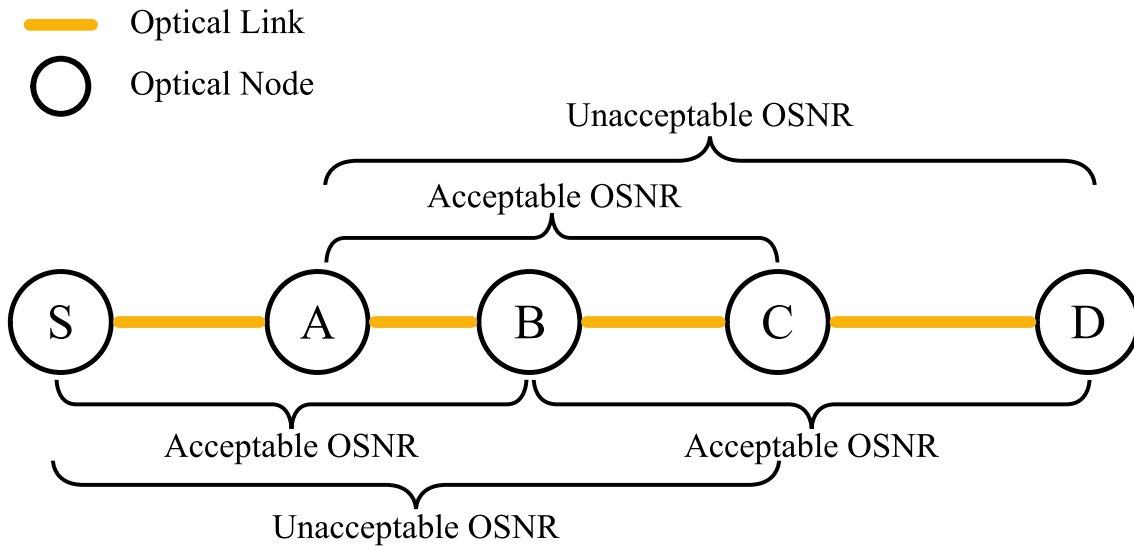 Optical Link
Optical Node
Unacceptable OSNR
Acceptable OSNR
S A B C D
Acceptable OSNR Acceptable OSNR
Unacceptable OSNR